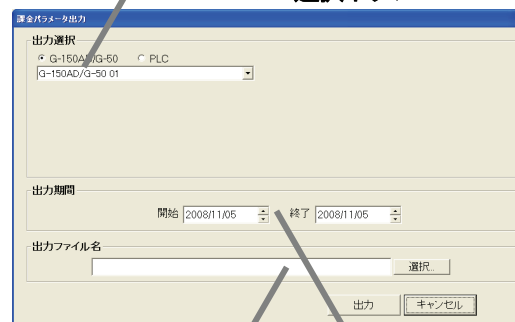 課金パラメータ出力
出力選択
G-150AD/G-50 PLC
G-150AD/G-50 01
出力期間
開始 2008/11/05 終了 2008/11/05
出力ファイル名
選択...
出力 キャンセル